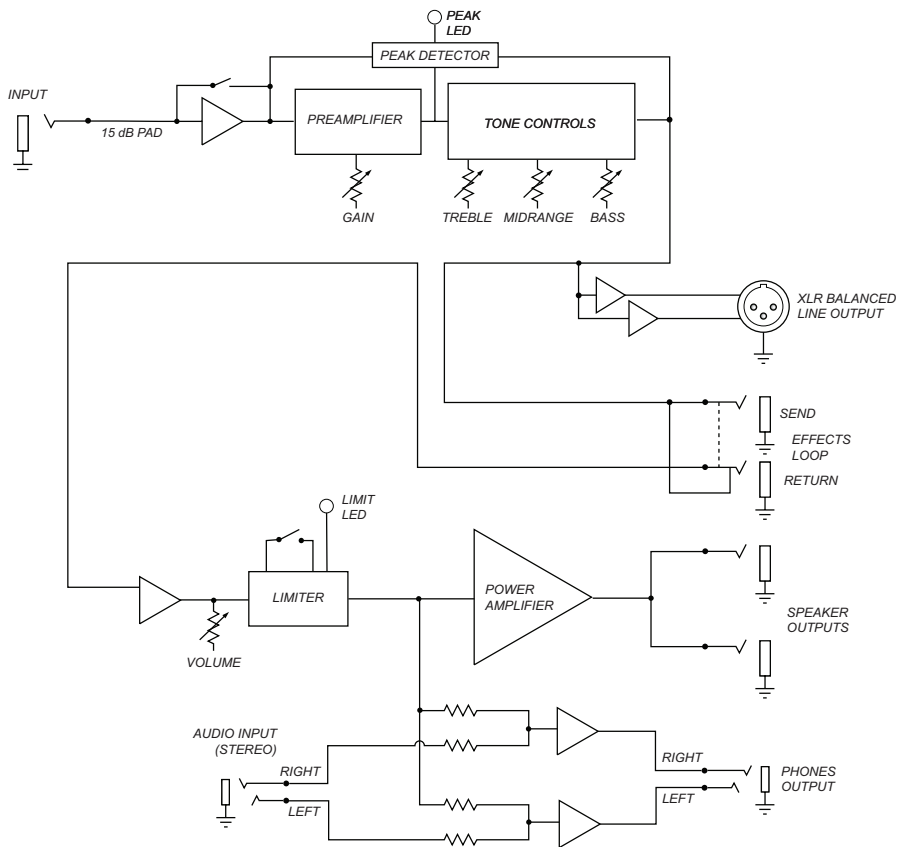 PEAK
LED
PEAK DETECTOR
INPUT
15 dB PAD
PREAMPLIFIER
TONE CONTROLS
GAIN
TREBLE
MIDRANGE
BASS
XLR BALANCED
LINE OUTPUT
SEND
EFFECTS
LOOP
RETURN
LIMIT
LED
LIMITER
POWER
AMPLIFIER
VOLUME
SPEAKER
OUTPUTS
AUDIO INPUT
(STEREO)
RIGHT
LEFT
RIGHT
LEFT
PHONES
OUTPUT